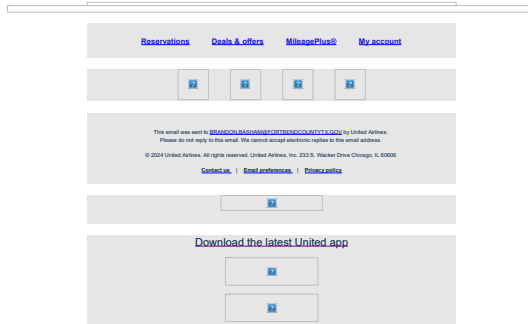 Reservations Deals & offers MileagePlus® My account
This email was sent to BRANDON.BASHAM@FORTBENDCOUNTYTX.GOV by United Airlines.
Please do not reply to this email. We cannot accept electronic replies to this email address.
© 2024 United Airlines. All rights reserved. United Airlines, Inc. 233 S. Wacker Drive Chicago, IL 60606
Contact us | Email preferences | Privacy policy
Download the latest United app